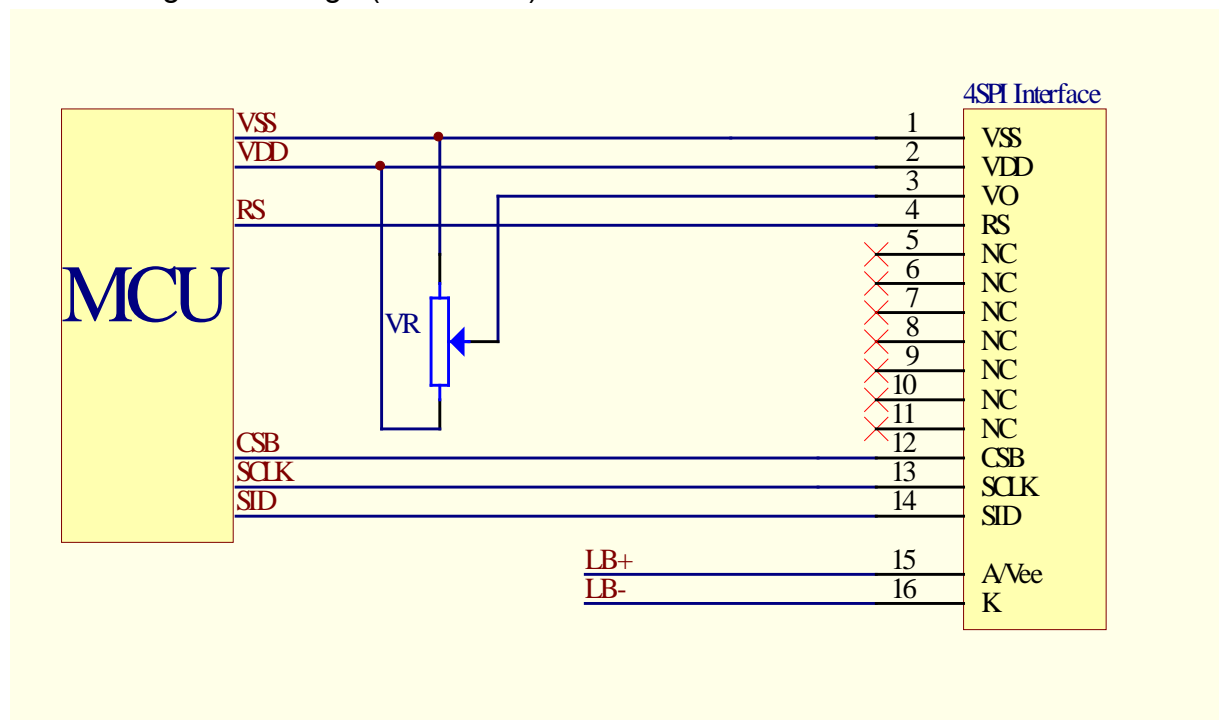 4SPI Interface
VSS 1 VSS
VDD 2 VDD
3 VO
RS 4 RS
5 NC
6 NC
MCU
7 NC
VR 8 NC
9 NC
10 NC
11 NC
CSB 12 CSB
SCLK 13 SCLK
SID 14 SID
LB+ 15 A/Vee
LB- 16 K